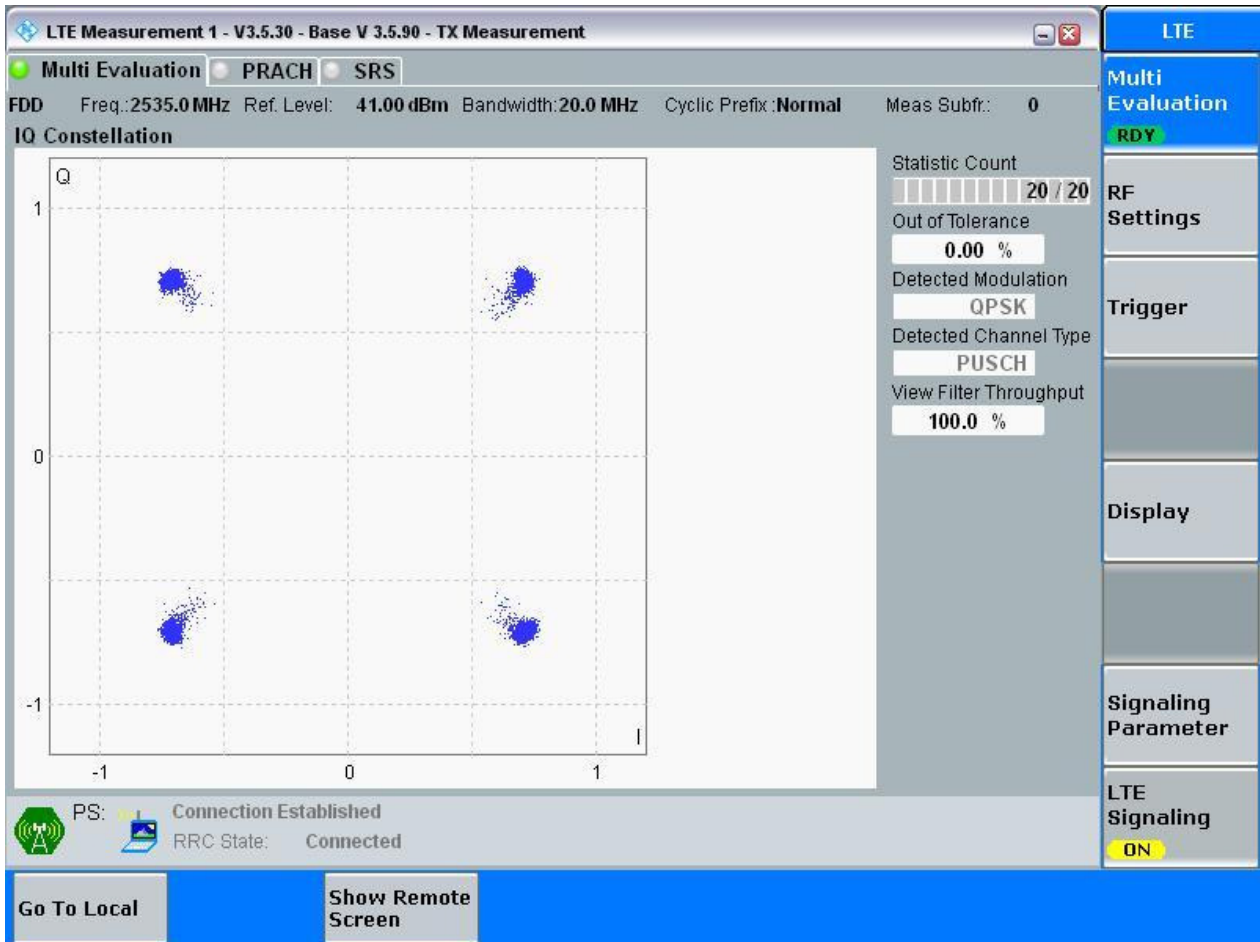 LTE Measurement 1 - V3.5.30 - Base V 3.5.90 - TX Measurement
Multi Evaluation PRACH SRS
FDD Freq.:2535.0 MHz Ref. Level: 41.00 dBm Bandwidth:20.0 MHz Cyclic Prefix :Normal Meas Subfr.: 0
IQ Constellation
Q
1
0
-1
I
-1 0 1
Statistic Count
20 / 20
Out of Tolerance
0.00 %
Detected Modulation
QPSK
Detected Channel Type
PUSCH
View Filter Throughput
100.0 %
PS: Connection Established
RRC State: Connected
LTE
Multi
Evaluation
RDY
RF
Settings
Trigger
Display
Signaling
Parameter
LTE
Signaling
ON
Go To Local
Show Remote
Screen